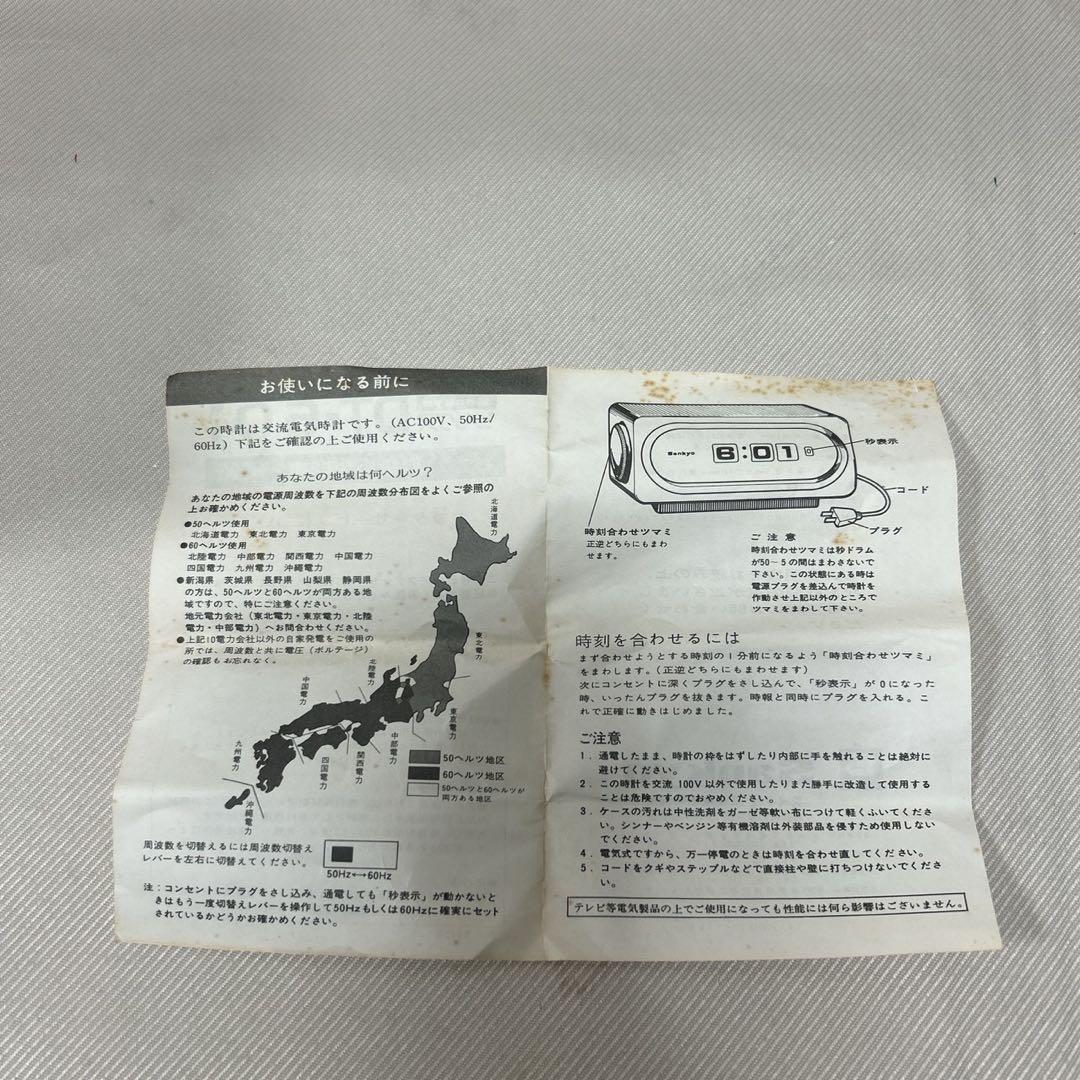 お使いになる前に
この時計は交流電気時計です。(AC100V、50Hz/
60Hz)下記をご確認の上ご使用ください。
あなたの地域は何ヘルツ?
あなたの地域の電源周波数を下記の周波数分布図をよくご参照の
上お確かめください。
●50ヘルツ使用
北海道電力 東北電力 東京電力
●60ヘルツ使用
北陸電力 中部電力 関西電力 中国電力
四国電力 九州電力 沖縄電力
●新潟県 茨城県 長野県 山梨県 静岡県
の方は、50ヘルツと60ヘルツが両方ある地
域ですので、特にご注意ください。
地元電力会社(東北電力・東京電力・北陸
電力・中部電力)へお問合わせください。
●上記10電力会社以外の自家発電をご使用の
所では、周波数と共に電圧(ボルテージ)
の確認もお忘れなく。
北海道電力
東北電力
北陸電力
中国電力
東京電力
中部電力
関西電力
四国電力
九州電力
沖縄電力
50ヘルツ地区
60ヘルツ地区
50ヘルツと60ヘルツが
両方ある地区
周波数を切替えるには周波数切替え
レバーを左右に切替えてください。
50Hz↔60Hz
注:コンセントにプラグをさし込み、通電しても「秒表示」が動かないと
きはもう一度切替えレバーを操作して50Hzもしくは60Hzに確実にセット
されているかどうかお確かめください。
Sankyo
6:01
秒表示
コード
プラグ
時刻合わせツマミ
正逆どちらにもまわ
せます。
ご注意
時刻合わせツマミは秒ドラム
が50〜5の間はまわさないで
下さい。この状態にある時は
電源プラグを差込んで時計を
作動させ上記以外のところで
ツマミをまわして下さい。
時刻を合わせるには
まず合わせようとする時刻の1分前になるよう「時刻合わせツマミ」
をまわします。(正逆どちらにもまわせます)
次にコンセントに深くプラグをさし込んで、「秒表示」が0になった
時、いったんプラグを抜きます。時報と同時にプラグを入れる。こ
れで正確に動きはじめました。
ご注意
1. 通電したまま、時計の枠をはずしたり内部に手を触れることは絶対に
避けてください。
2. この時計を交流100V以外で使用したりまた勝手に改造して使用する
ことは危険ですのでおやめください。
3. ケースの汚れは中性洗剤をガーゼ等軟い布につけて軽くふいてくださ
い。シンナーやベンジン等有機溶剤は外装部品を侵すため使用しない
でください。
4. 電気式ですから、万一停電のときは時刻を合わせ直してください。
5. コードをクギやステップルなどで直接柱や壁に打ちつけないでくださ
い。
テレビ等電気製品の上でご使用になっても性能には何ら影響はございません。